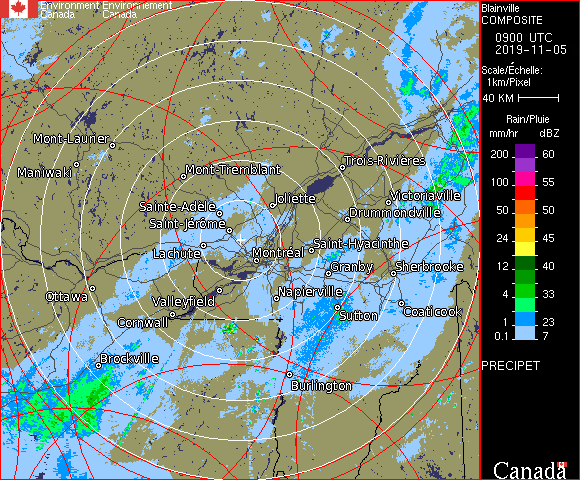 Environment Environnement
Canada Canada
Blainville
COMPOSITE
0900 UTC
2019-11-05
Scale/Échelle:
1km/Pixel
40 KM
Rain/Pluie
mm/hr dBZ
200 60
100 55
50 50
24 45
12 40
8 35
4 33
1 23
0.1 7
PRECIPET
Canada
Mont-Laurier
Maniwaki
Mont-Tremblant
Trois-Rivières
Joliette
Victoriaville
Sainte-Adele
Drummondville
Saint-Jérôme
Lachute
Montréal
Saint-Hyacinthe
Granby
Sherbrooke
Ottawa
Valleyfield
Napierville
Cornwall
Sutton
Coaticook
Brockville
Burlington